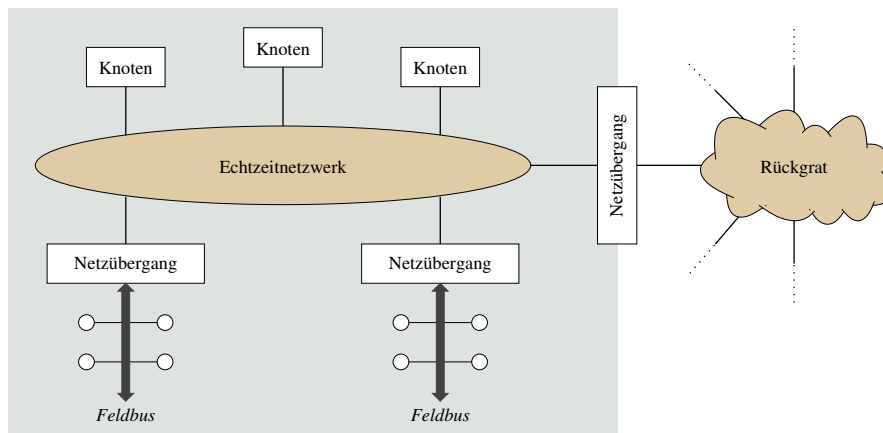 Knoten
Knoten
Knoten
Echtzeitnetzwerk
Netzübergang
Rückgrat
Netzübergang
Netzübergang
Feldbus
Feldbus